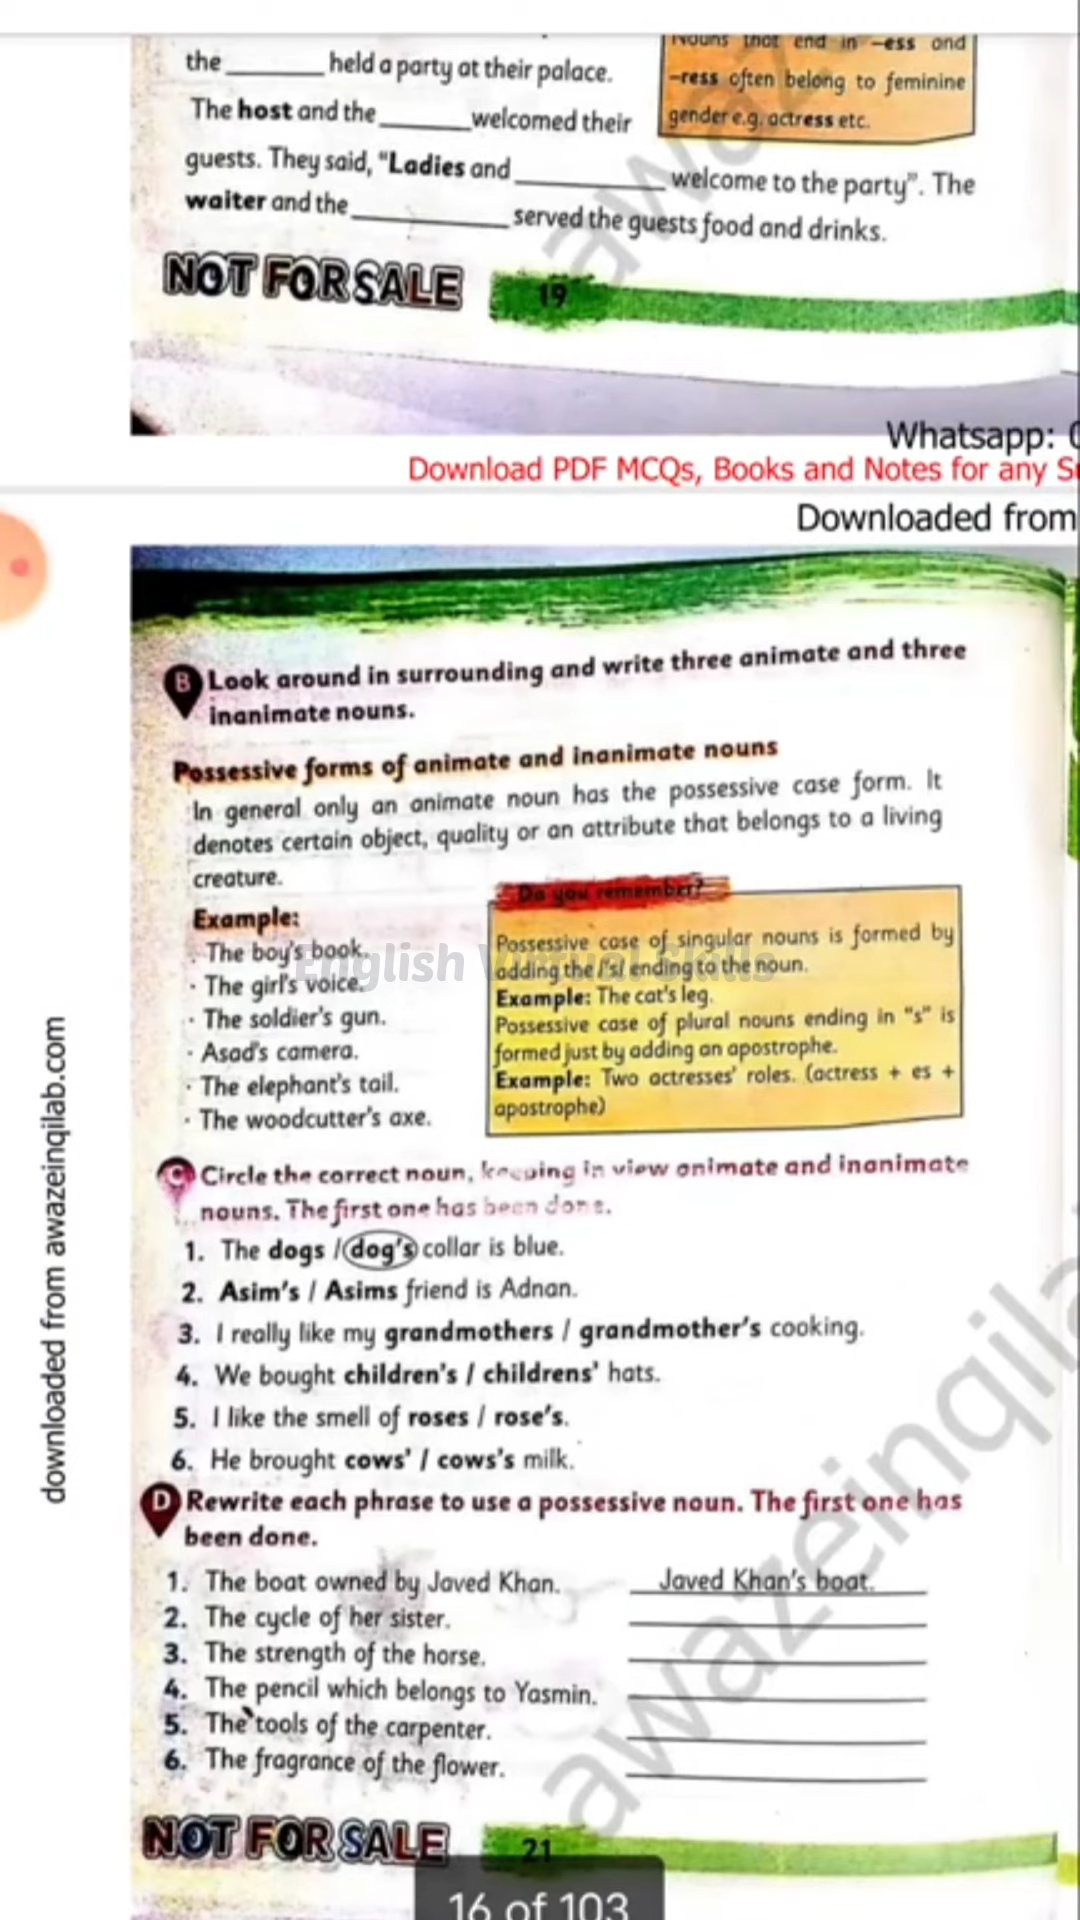 Nouns that end in –ess and
the ________ held a party at their palace.
–ress often belong to feminine
The host and the ________ welcomed their
gender e.g. actress etc.
guests. They said, "Ladies and ____________ welcome to the party". The
waiter and the ____________ served the guests food and drinks.
NOT FOR SALE
19
Whatsapp:
Download PDF MCQs, Books and Notes for any
Downloaded from
B Look around in surrounding and write three animate and three
inanimate nouns.
Possessive forms of animate and inanimate nouns
In general only an animate noun has the possessive case form. It
denotes certain object, quality or an attribute that belongs to a living
creature.
Example:
· The boy's book.
· The girl's voice.
· The soldier's gun.
· Asad's camera.
· The elephant's tail.
· The woodcutter's axe.
Do you remember?
Possessive case of singular nouns is formed by
adding the /'s/ ending to the noun.
Example: The cat's leg.
Possessive case of plural nouns ending in "s" is
formed just by adding an apostrophe.
Example: Two actresses' roles. (actress + es +
apostrophe)
English Virtual Skills
C Circle the correct noun, keeping in view animate and inanimate
nouns. The first one has been done.
1. The dogs / dog's collar is blue.
2. Asim's / Asims friend is Adnan.
3. I really like my grandmothers / grandmother's cooking.
4. We bought children's / childrens' hats.
5. I like the smell of roses / rose's.
6. He brought cows' / cows's milk.
D Rewrite each phrase to use a possessive noun. The first one has
been done.
1. The boat owned by Javed Khan. Javed Khan's boat.
2. The cycle of her sister.
3. The strength of the horse.
4. The pencil which belongs to Yasmin.
5. The tools of the carpenter.
6. The fragrance of the flower.
NOT FOR SALE
21
16 of 103
downloaded from awazeinqilab.com
awaz
awazeinqila